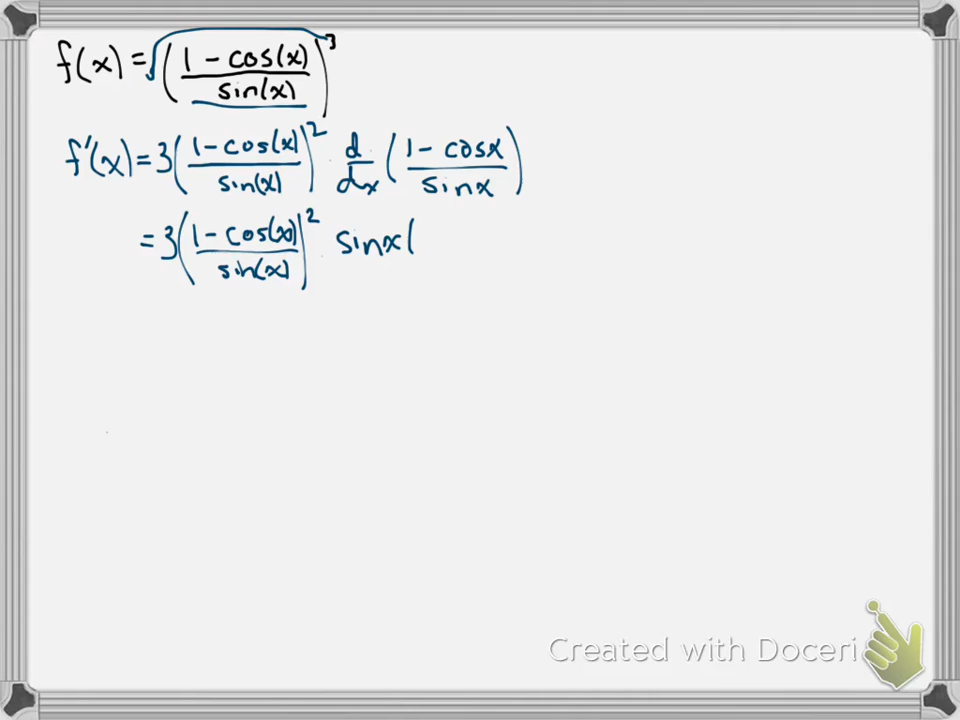 f(x) = ((1 - cos(x))/sin(x))^3
f'(x) = 3((1 - cos(x))/sin(x))^2 d/dx ((1 - cosx)/sinx)
= 3((1 - cos(x))/sin(x))^2 sinx(
Created with Doceri